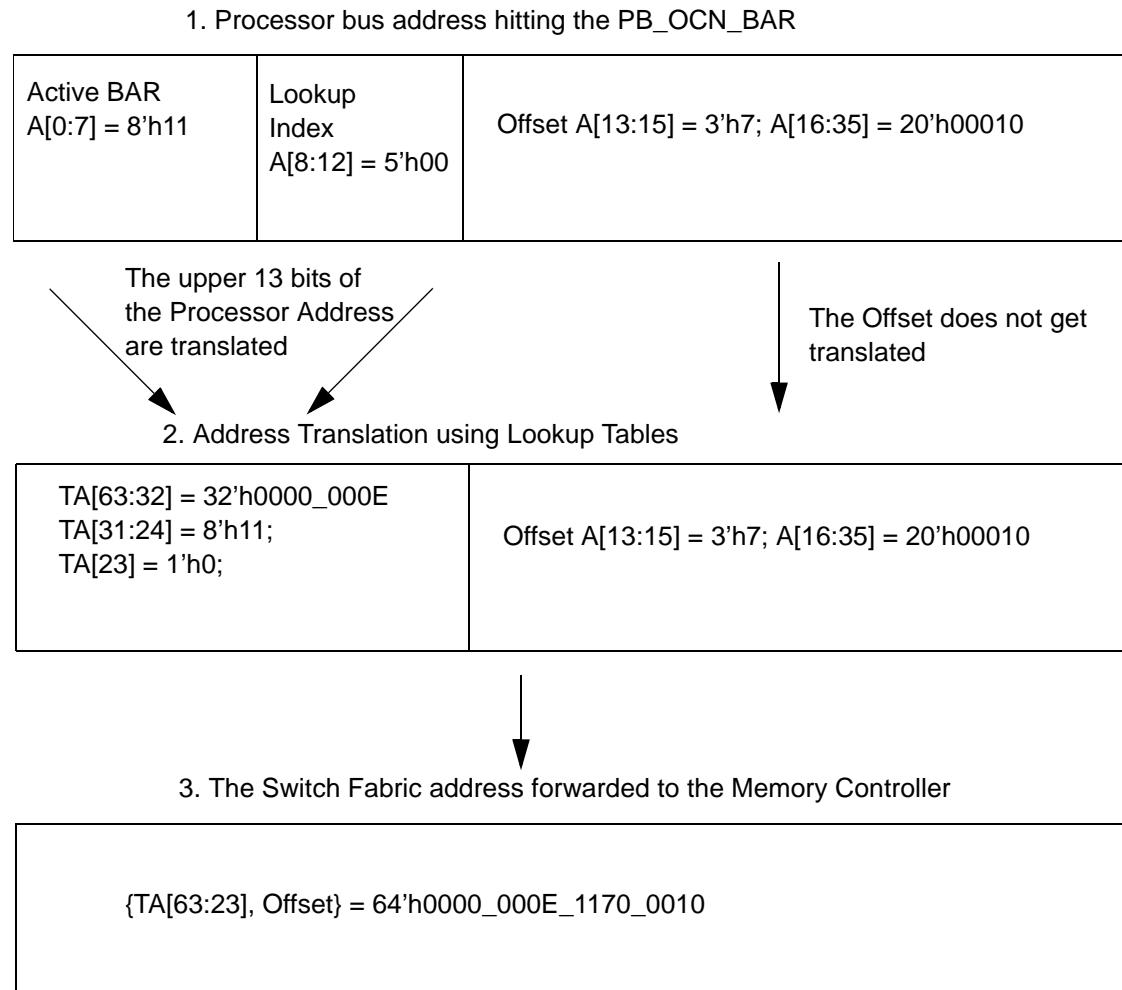 1. Processor bus address hitting the PB_OCN_BAR
Active BAR
A[0:7] = 8’h11
Lookup
Index
A[8:12] = 5’h00
Offset A[13:15] = 3’h7; A[16:35] = 20’h00010
The upper 13 bits of
the Processor Address
are translated
The Offset does not get
translated
2. Address Translation using Lookup Tables
TA[63:32] = 32’h0000_000E
TA[31:24] = 8’h11;
TA[23] = 1’h0;
Offset A[13:15] = 3’h7; A[16:35] = 20’h00010
3. The Switch Fabric address forwarded to the Memory Controller
{TA[63:23], Offset} = 64’h0000_000E_1170_0010